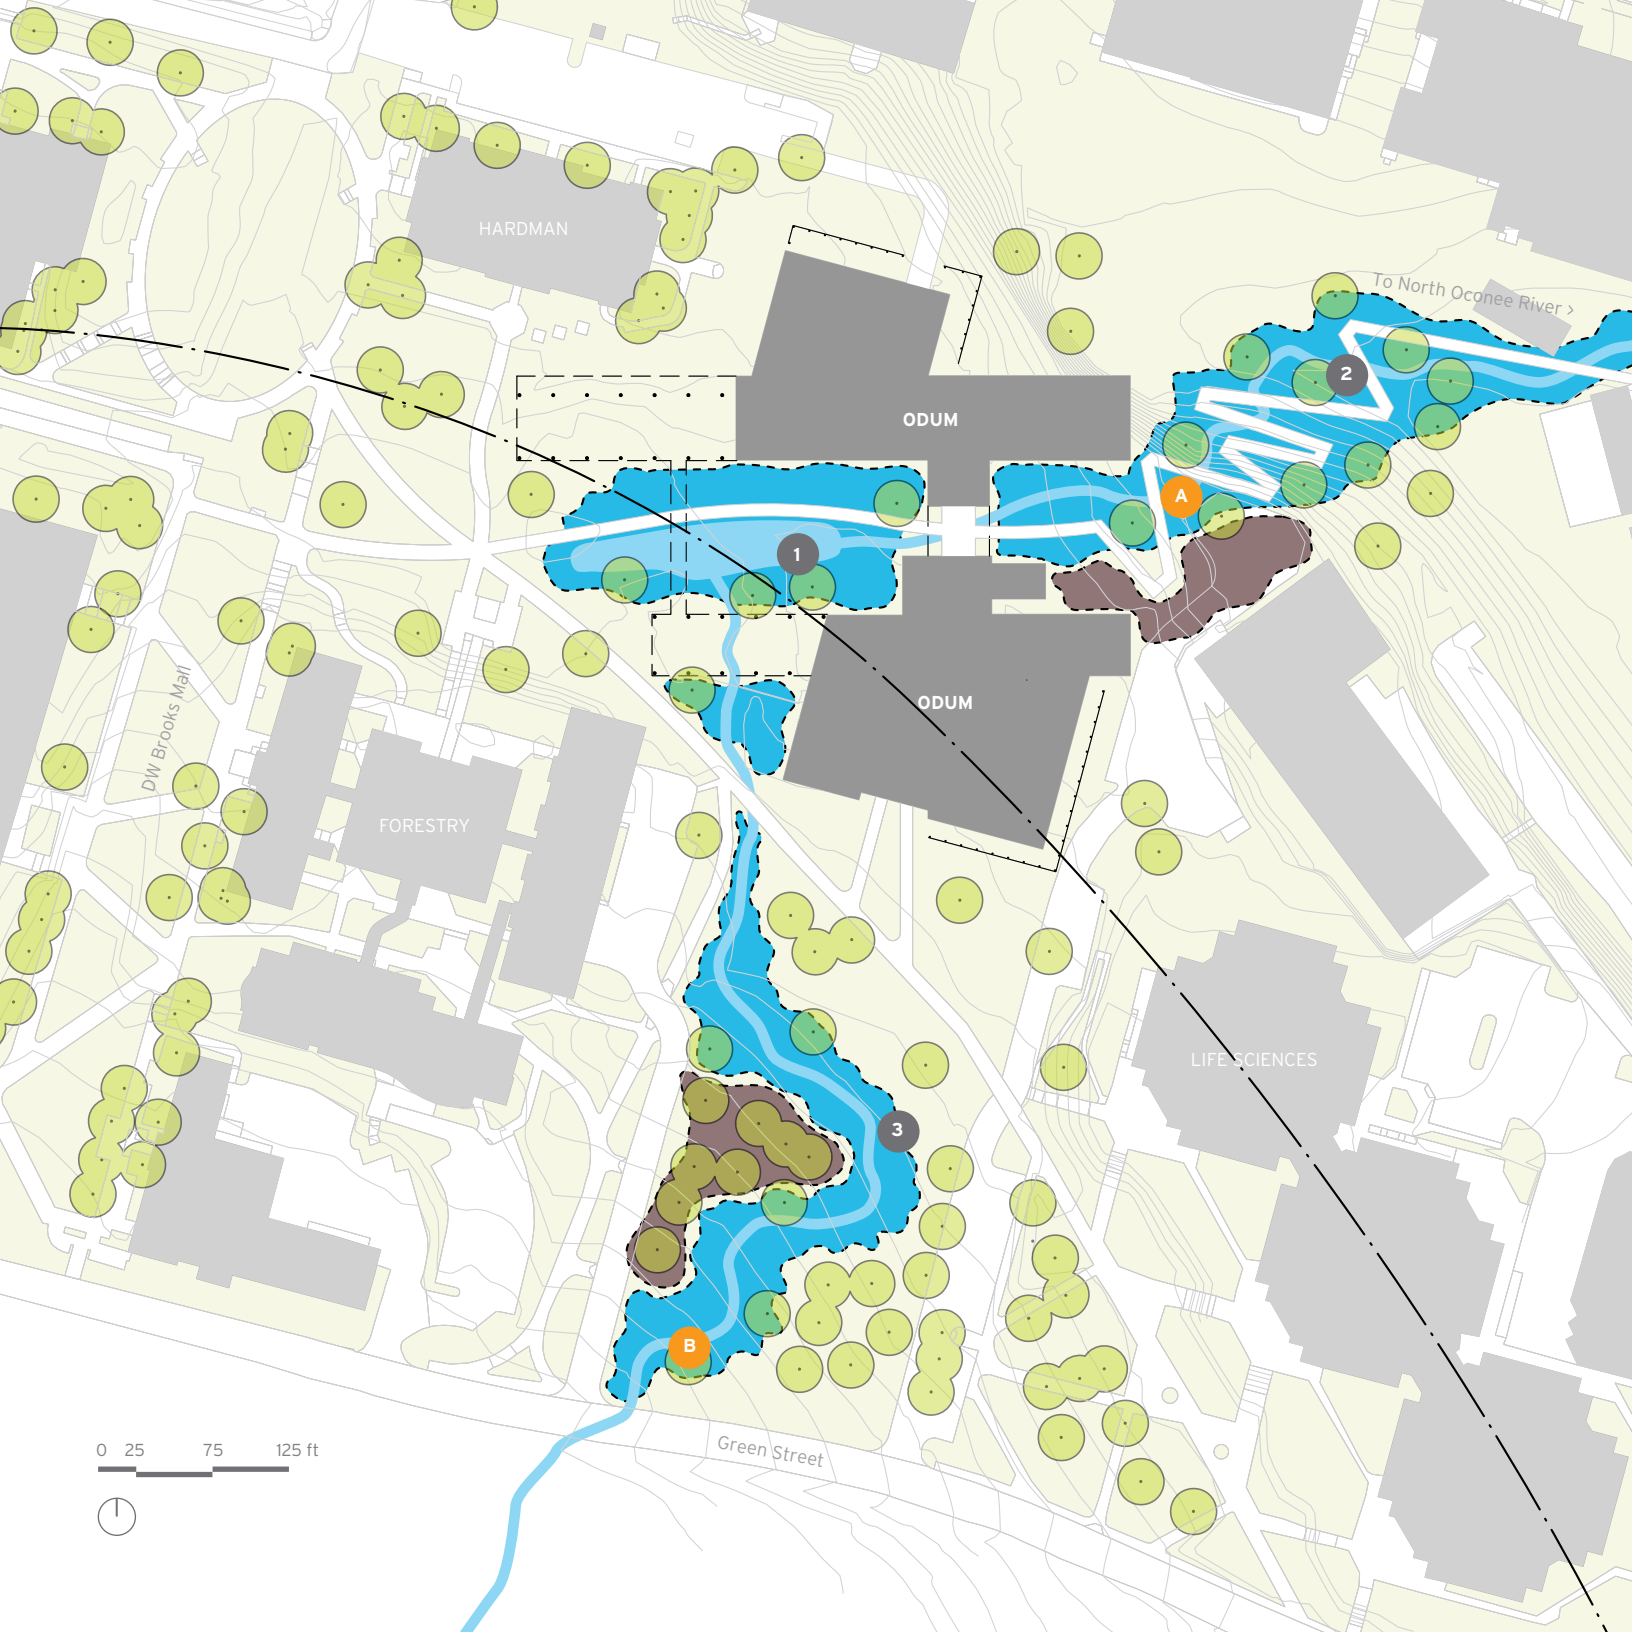 HARDMAN
To North Oconee River >
2
ODUM
A
1
ODUM
DW Brooks Mall
FORESTRY
LIFE SCIENCES
3
B
Green Street
0 25 75 125 ft